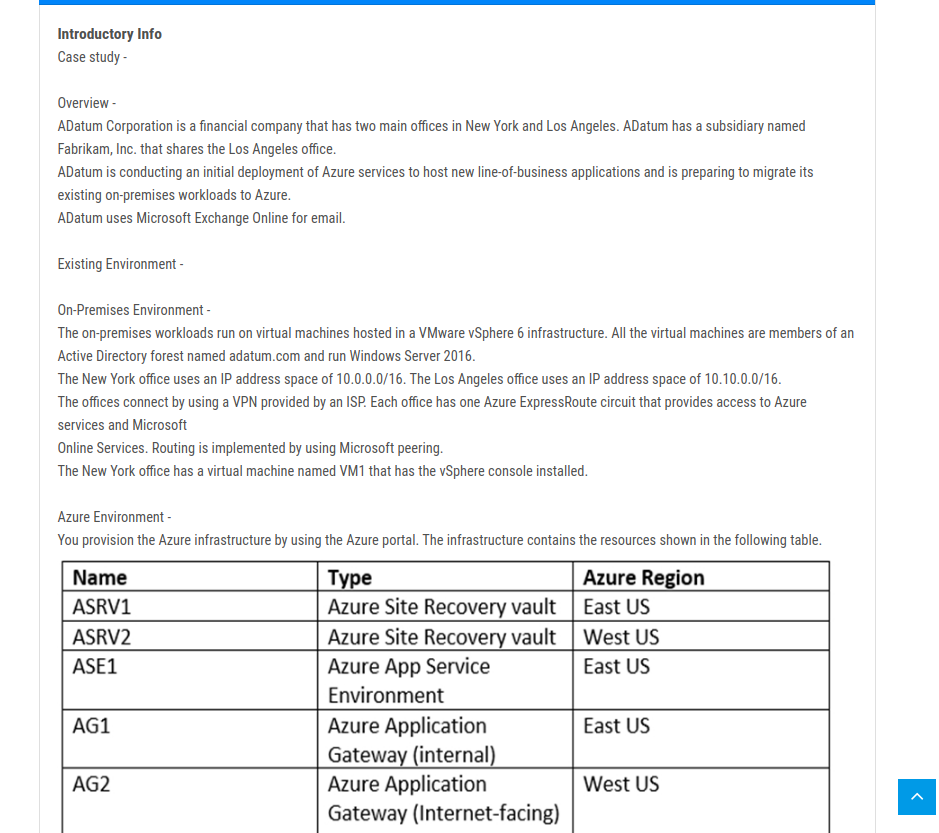 Introductory Info
Case study -
Overview -
ADatum Corporation is a financial company that has two main offices in New York and Los Angeles. ADatum has a subsidiary named
Fabrikam, Inc. that shares the Los Angeles office.
ADatum is conducting an initial deployment of Azure services to host new line-of-business applications and is preparing to migrate its
existing on-premises workloads to Azure.
ADatum uses Microsoft Exchange Online for email.
Existing Environment -
On-Premises Environment -
The on-premises workloads run on virtual machines hosted in a VMware vSphere 6 infrastructure. All the virtual machines are members of an
Active Directory forest named adatum.com and run Windows Server 2016.
The New York office uses an IP address space of 10.0.0.0/16. The Los Angeles office uses an IP address space of 10.10.0.0/16.
The offices connect by using a VPN provided by an ISP. Each office has one Azure ExpressRoute circuit that provides access to Azure
services and Microsoft
Online Services. Routing is implemented by using Microsoft peering.
The New York office has a virtual machine named VM1 that has the vSphere console installed.
Azure Environment -
You provision the Azure infrastructure by using the Azure portal. The infrastructure contains the resources shown in the following table.
Name Type Azure Region
ASRV1 Azure Site Recovery vault East US
ASRV2 Azure Site Recovery vault West US
ASE1 Azure App Service East US
Environment
AG1 Azure Application East US
Gateway (internal)
AG2 Azure Application West US
Gateway (Internet-facing)